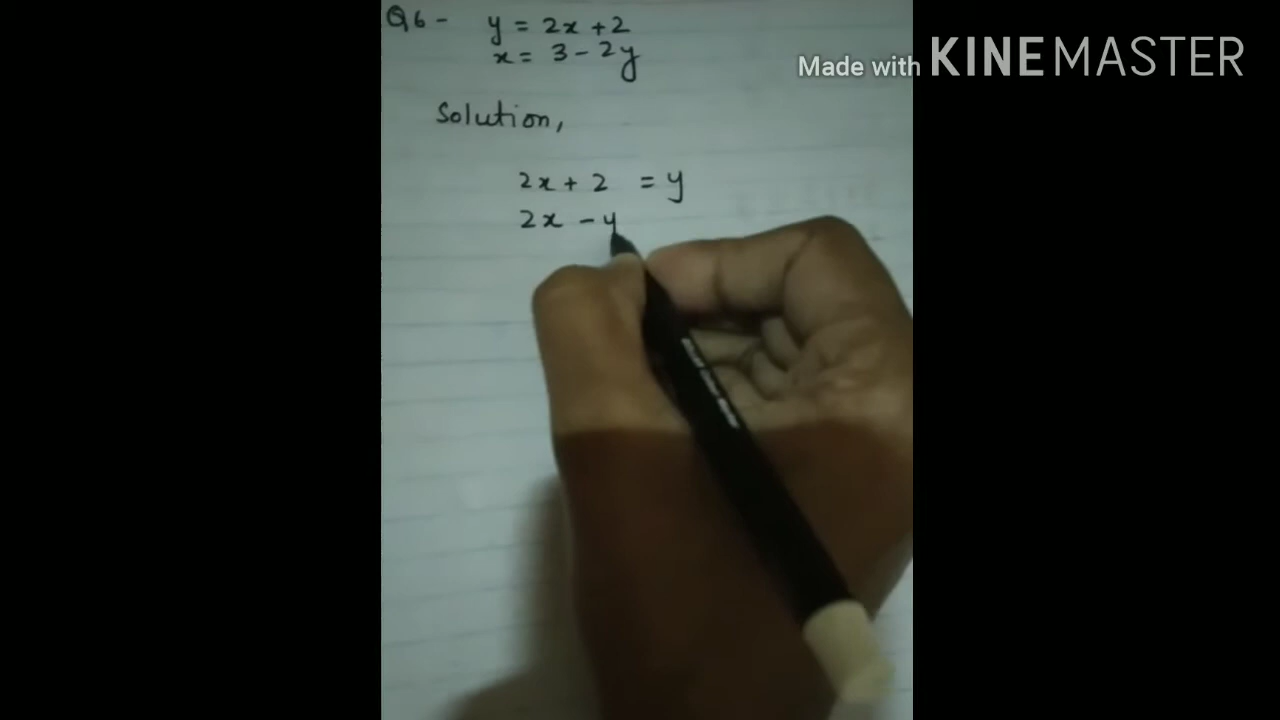 Q6- y = 2x + 2
x = 3 - 2y
Made with KINEMASTER
Solution,
2x + 2 = y
2x - y